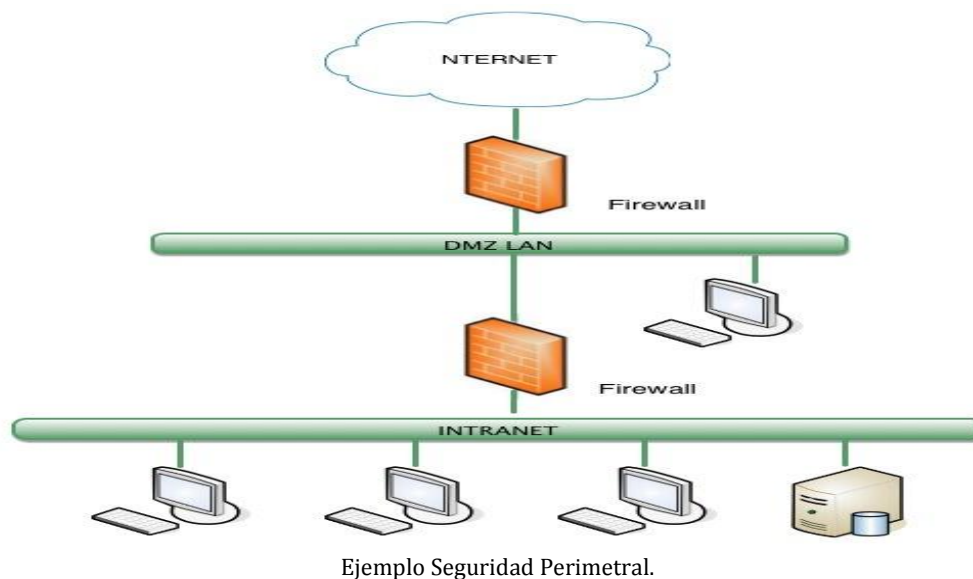 NTERNET
Firewall
DMZ LAN
Firewall
INTRANET
Ejemplo Seguridad Perimetral.